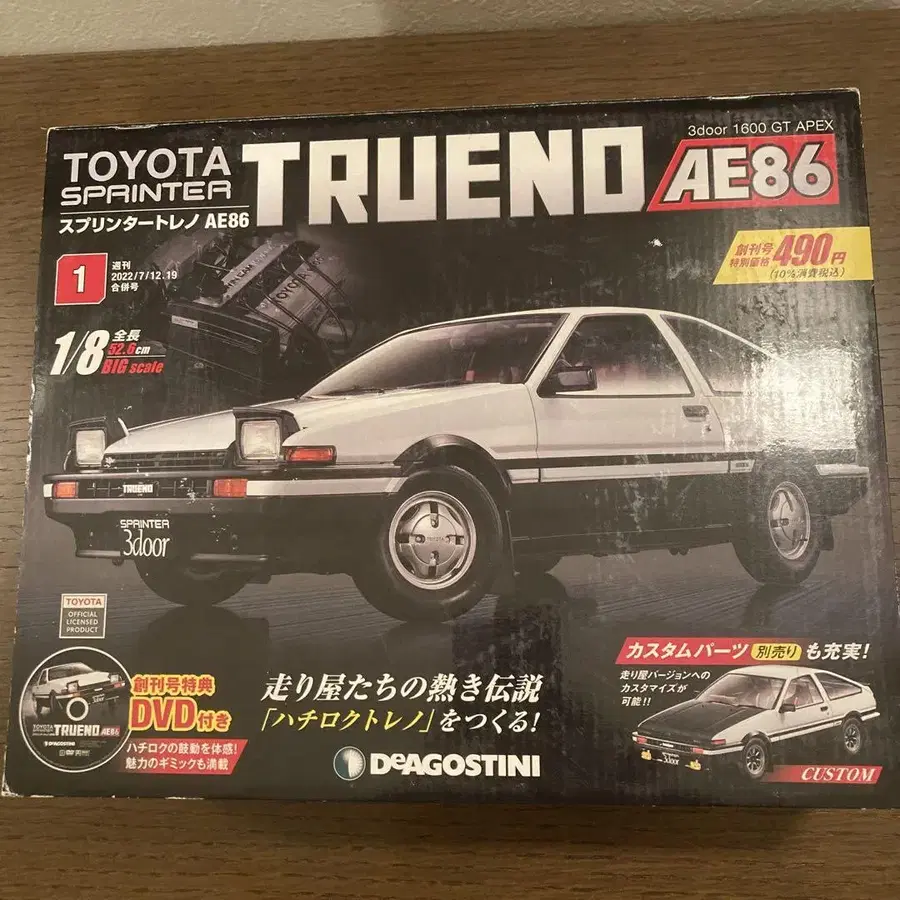 3door 1600 GT APEX
TOYOTA
SPRINTER
TRUENO
AE86
スプリンタートレノ AE86
創刊号
特別価格
490円
(10%消費税込)
1
週刊
2022/7/12.19
合併号
1/8
全長
52.6cm
BIG scale
TOYOTA
TRUENO
SPRINTER
3door
TOYOTA
TOYOTA
OFFICIAL
LICENSED
PRODUCT
カスタムパーツ 別売り も充実!
走り屋バージョンへの
カスタマイズが
可能!!
3door
CUSTOM
創刊号特典
DVD付き
ハチロクの鼓動を体感!
魅力のギミックも満載
TRUENO AE86
DeAGOSTINI
走り屋たちの熱き伝説
「ハチロクトレノ」をつくる!
DeAGOSTINI